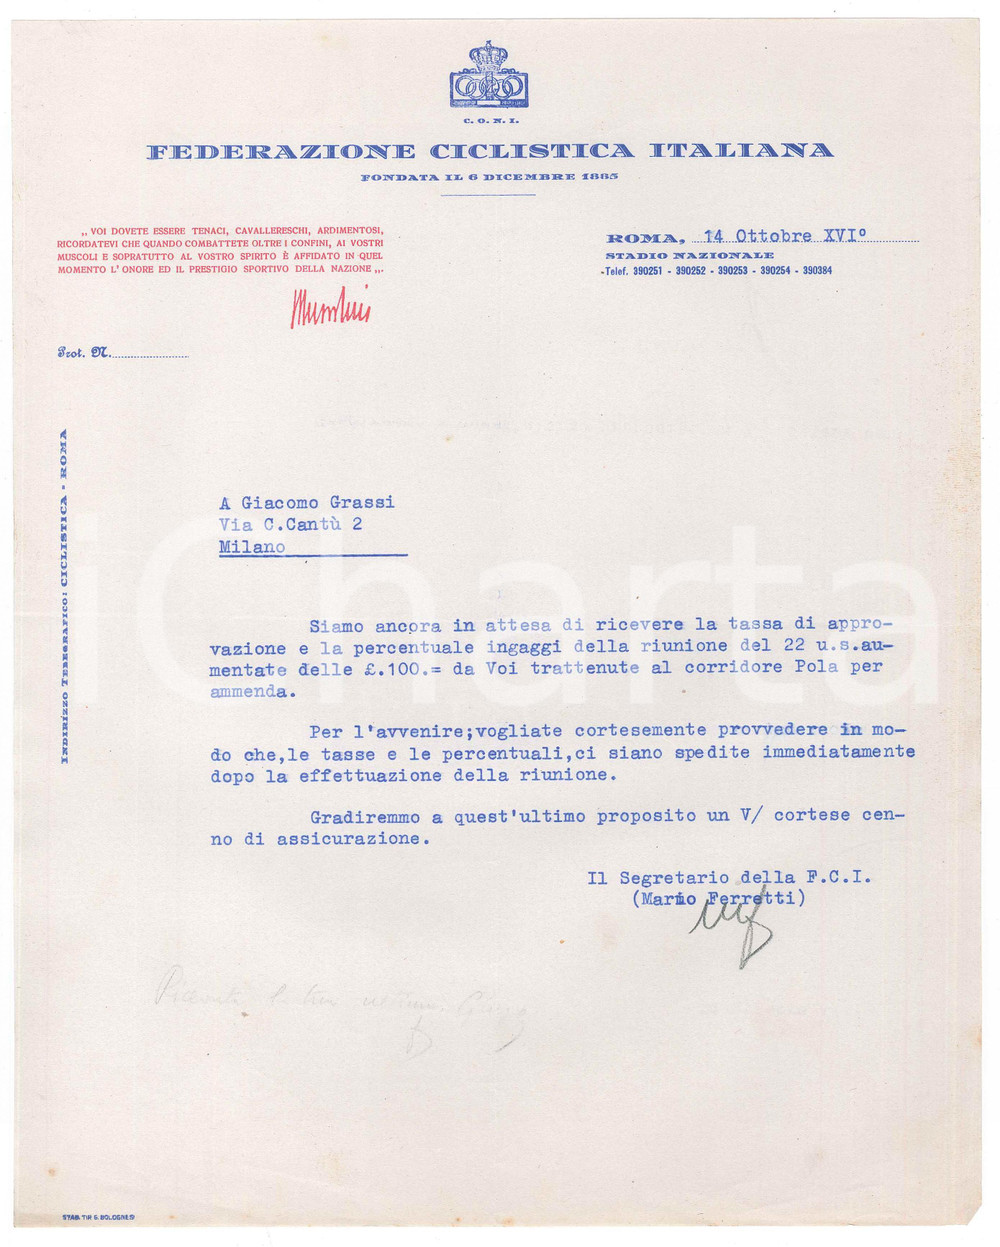 C. O. N. I.
FEDERAZIONE CICLISTICA ITALIANA
FONDATA IL 6 DICEMBRE 1885
„ VOI DOVETE ESSERE TENACI, CAVALLERESCHI, ARDIMENTOSI,
RICORDATEVI CHE QUANDO COMBATTETE OLTRE I CONFINI, AI VOSTRI
MUSCOLI E SOPRATUTTO AL VOSTRO SPIRITO È AFFIDATO IN QUEL
MOMENTO L'ONORE ED IL PRESTIGIO SPORTIVO DELLA NAZIONE „.
Mussolini
ROMA, 14 Ottobre XVI°
STADIO NAZIONALE
Telef. 390251 - 390252 - 390253 - 390254 - 390384
Prot. N.
INDIRIZZO TELEGRAFICO: CICLISTICA - ROMA
A Giacomo Grassi
Via C.Cantù 2
Milano
Siamo ancora in attesa di ricevere la tassa di appro-
vazione e la percentuale ingaggi della riunione del 22 u.s.au-
mentate delle £.100.= da Voi trattenute al corridore Pola per
ammenda.
Per l'avvenire;vogliate cortesemente provvedere in mo-
do che,le tasse e le percentuali,ci siano spedite immediatamente
dopo la effettuazione della riunione.
Gradiremmo a quest'ultimo proposito un V/ cortese cen-
no di assicurazione.
Il Segretario della F.C.I.
(Mario Ferretti)
STAB. TIP. G. BOLOGNESI
iCharta